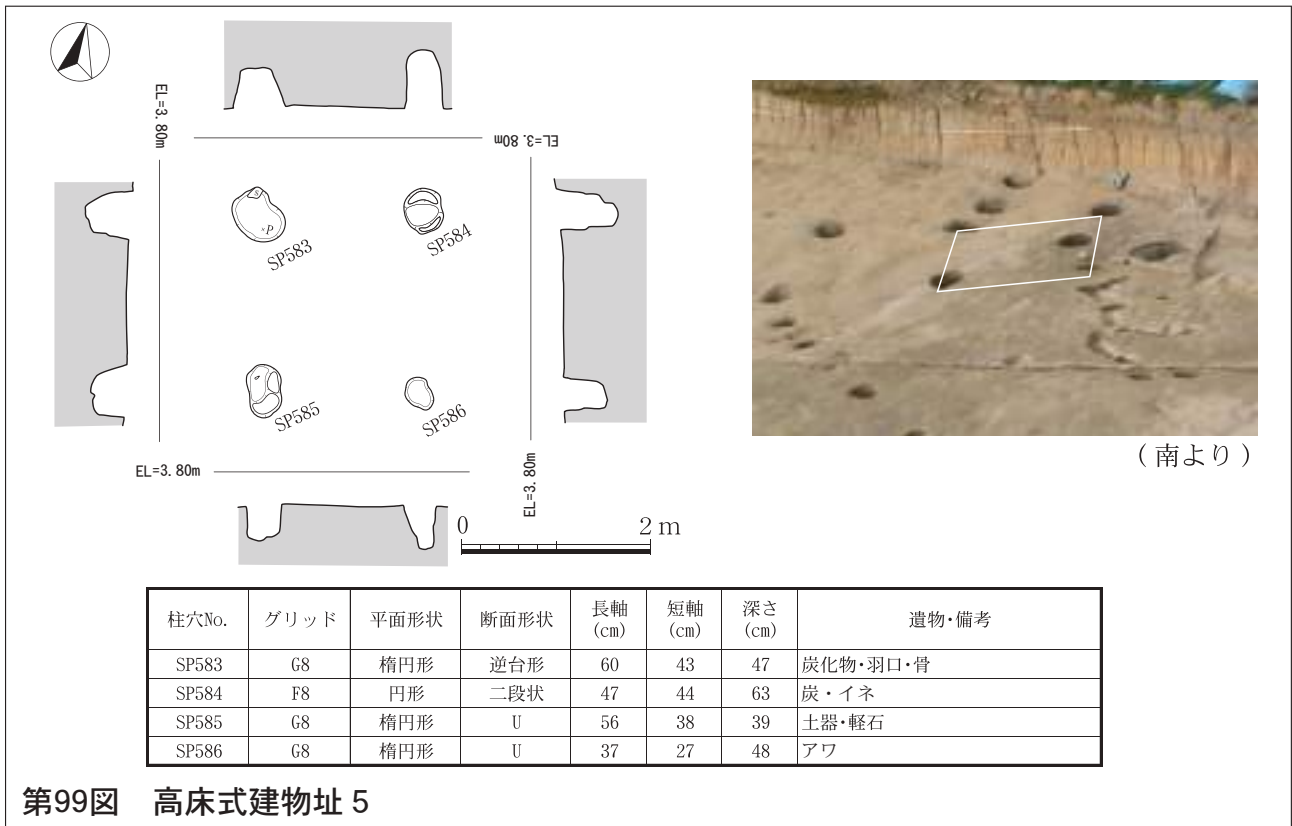 EL=3.80m
EL=3.80m
S
+P
SP583
SP584
SP585
SP586
EL=3.80m
EL=3.80m
0 2 m
(南より)
柱穴No. グリッド 平面形状 断面形状 長軸(cm) 短軸(cm) 深さ(cm) 遺物・備考
SP583 G8 楕円形 逆台形 60 43 47 炭化物・羽口・骨
SP584 F8 円形 二段状 47 44 63 炭・イネ
SP585 G8 楕円形 U 56 38 39 土器・軽石
SP586 G8 楕円形 U 37 27 48 アワ
第99図 高床式建物址 5